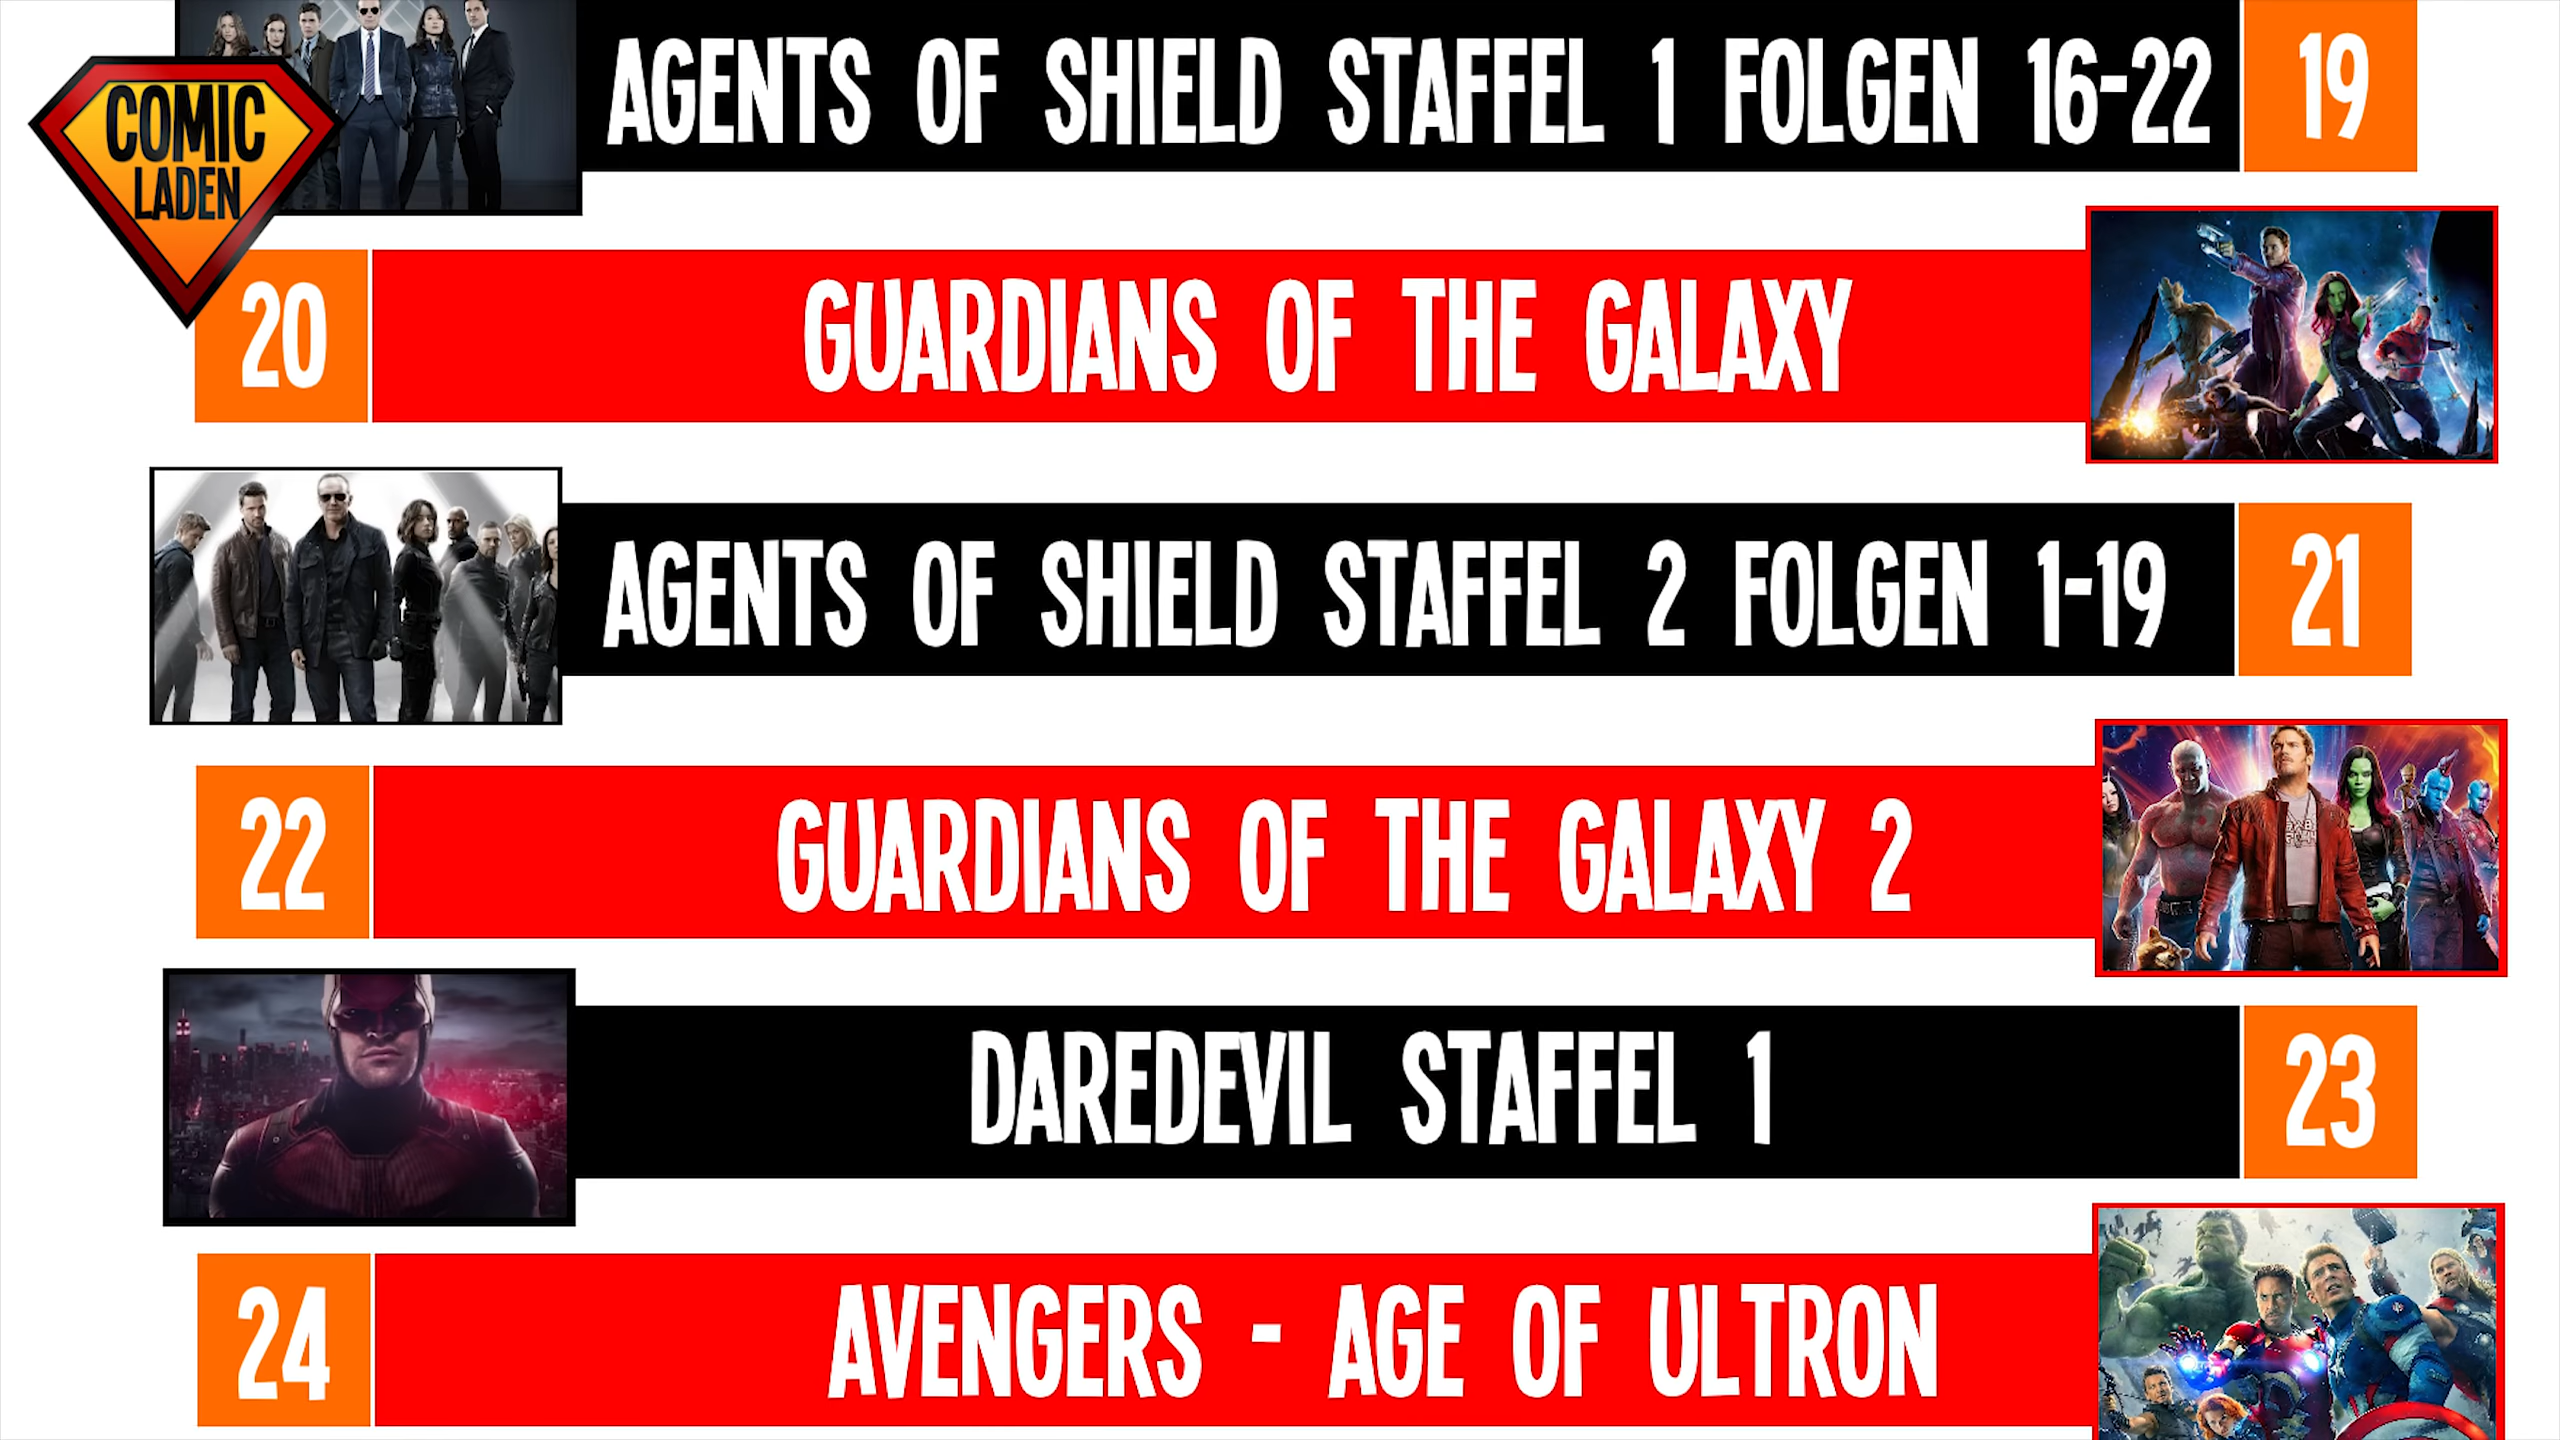 COMIC
LADEN
AGENTS OF SHIELD STAFFEL 1 FOLGEN 16-22
19
20
GUARDIANS OF THE GALAXY
AGENTS OF SHIELD STAFFEL 2 FOLGEN 1-19
21
22
GUARDIANS OF THE GALAXY 2
DAREDEVIL STAFFEL 1
23
24
AVENGERS - AGE OF ULTRON